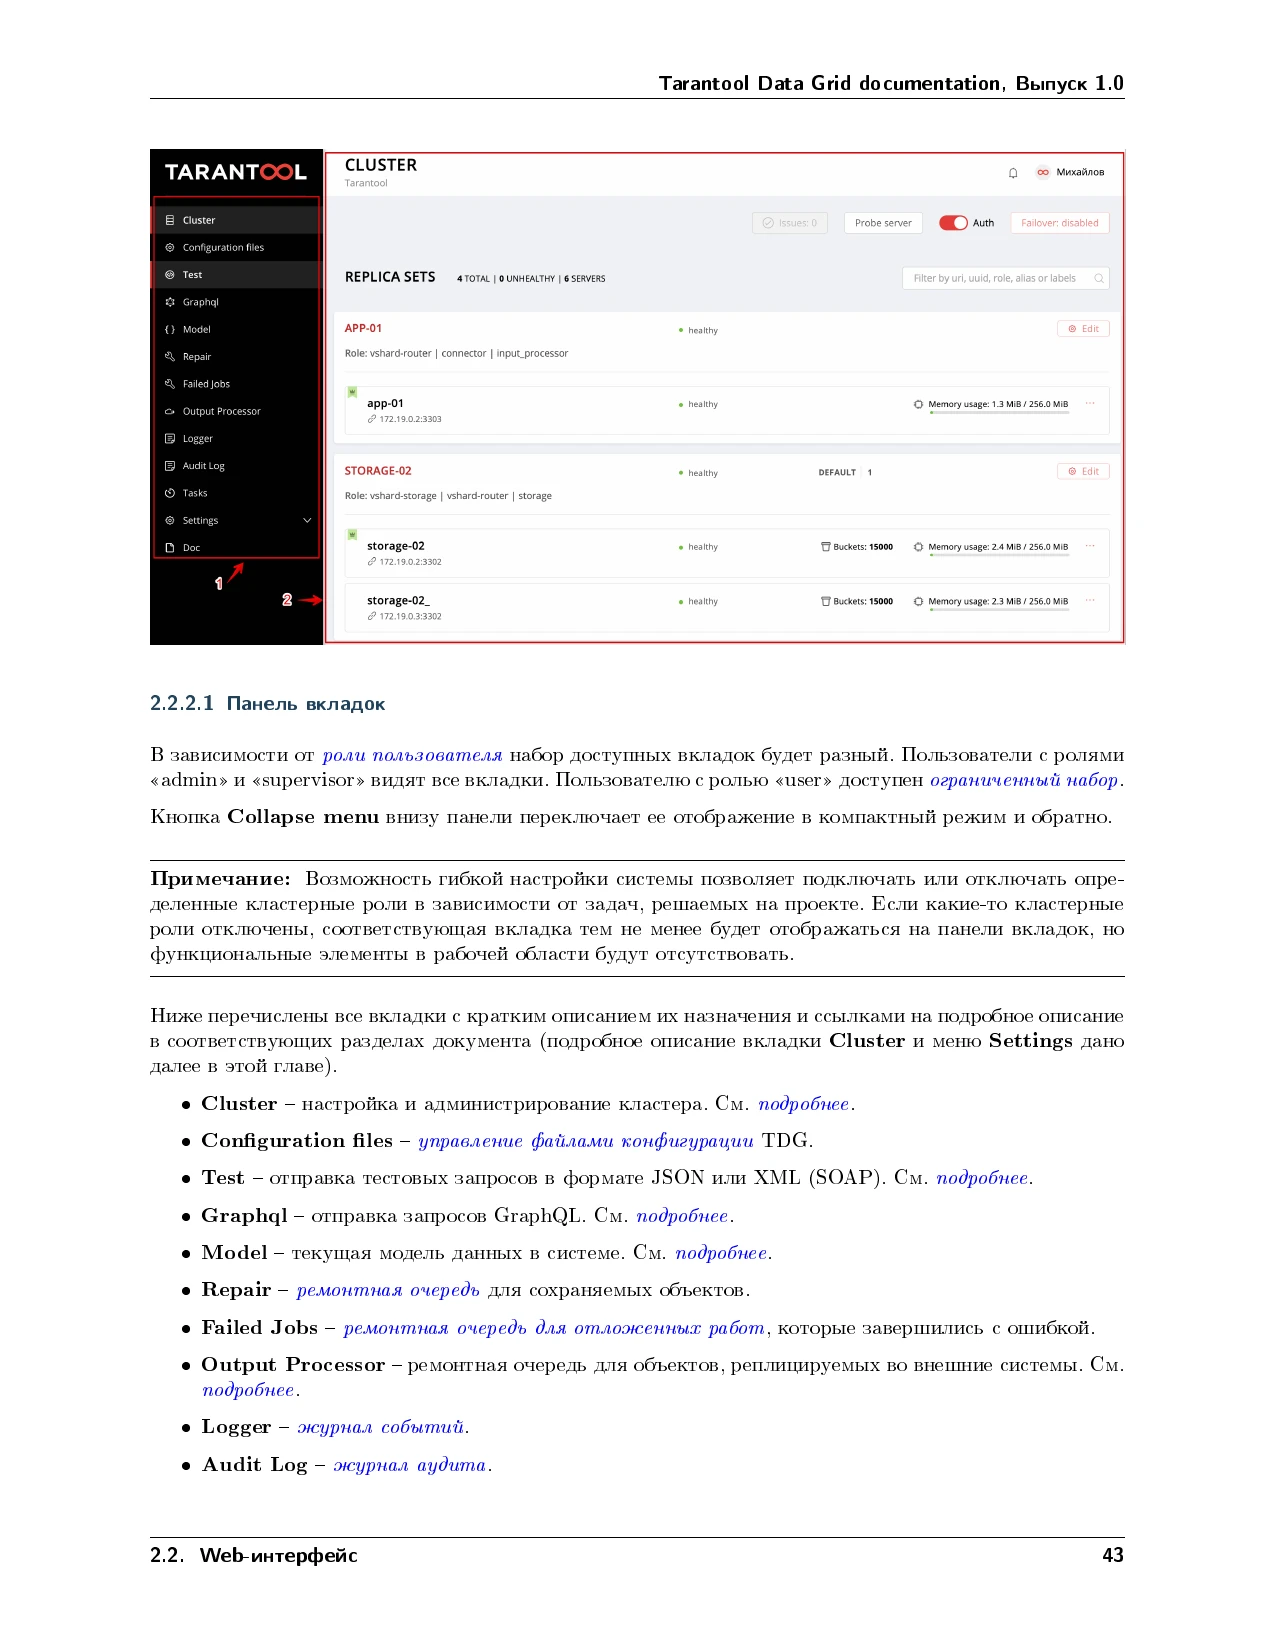 Tarantool Data Grid documentation, Выпуск 1.0
TARANTOOL
Cluster
Configuration files
Test
Graphql
Model
Repair
Failed Jobs
Output Processor
Logger
Audit Log
Tasks
Settings
Doc
1
2
CLUSTER
Tarantool
Михайлов
Issues: 0
Probe server
Auth
Failover: disabled
REPLICA SETS 4 TOTAL | 0 UNHEALTHY | 6 SERVERS
Filter by uri, uuid, role, alias or labels
APP-01 healthy Edit
Role: vshard-router | connector | input_processor
app-01 healthy Memory usage: 1.3 MiB / 256.0 MiB ...
172.19.0.2:3303
STORAGE-02 healthy DEFAULT 1 Edit
Role: vshard-storage | vshard-router | storage
storage-02 healthy Buckets: 15000 Memory usage: 2.4 MiB / 256.0 MiB ...
172.19.0.2:3302
storage-02_ healthy Buckets: 15000 Memory usage: 2.3 MiB / 256.0 MiB ...
172.19.0.3:3302
2.2.2.1 Панель вкладок
В зависимости от роли пользователя набор доступных вкладок будет разный. Пользователи с ролями
«admin» и «supervisor» видят все вкладки. Пользователю с ролью «user» доступен ограниченный набор.
Кнопка Collapse menu внизу панели переключает ее отображение в компактный режим и обратно.
Примечание: Возможность гибкой настройки системы позволяет подключать или отключать опре-
деленные кластерные роли в зависимости от задач, решаемых на проекте. Если какие-то кластерные
роли отключены, соответствующая вкладка тем не менее будет отображаться на панели вкладок, но
функциональные элементы в рабочей области будут отсутствовать.
Ниже перечислены все вкладки с кратким описанием их назначения и ссылками на подробное описание
в соответствующих разделах документа (подробное описание вкладки Cluster и меню Settings дано
далее в этой главе).
• Cluster – настройка и администрирование кластера. См. подробнее.
• Configuration files – управление файлами конфигурации TDG.
• Test – отправка тестовых запросов в формате JSON или XML (SOAP). См. подробнее.
• Graphql – отправка запросов GraphQL. См. подробнее.
• Model – текущая модель данных в системе. См. подробнее.
• Repair – ремонтная очередь для сохраняемых объектов.
• Failed Jobs – ремонтная очередь для отложенных работ, которые завершились с ошибкой.
• Output Processor – ремонтная очередь для объектов, реплицируемых во внешние системы. См.
подробнее.
• Logger – журнал событий.
• Audit Log – журнал аудита.
2.2. Web-интерфейс 43